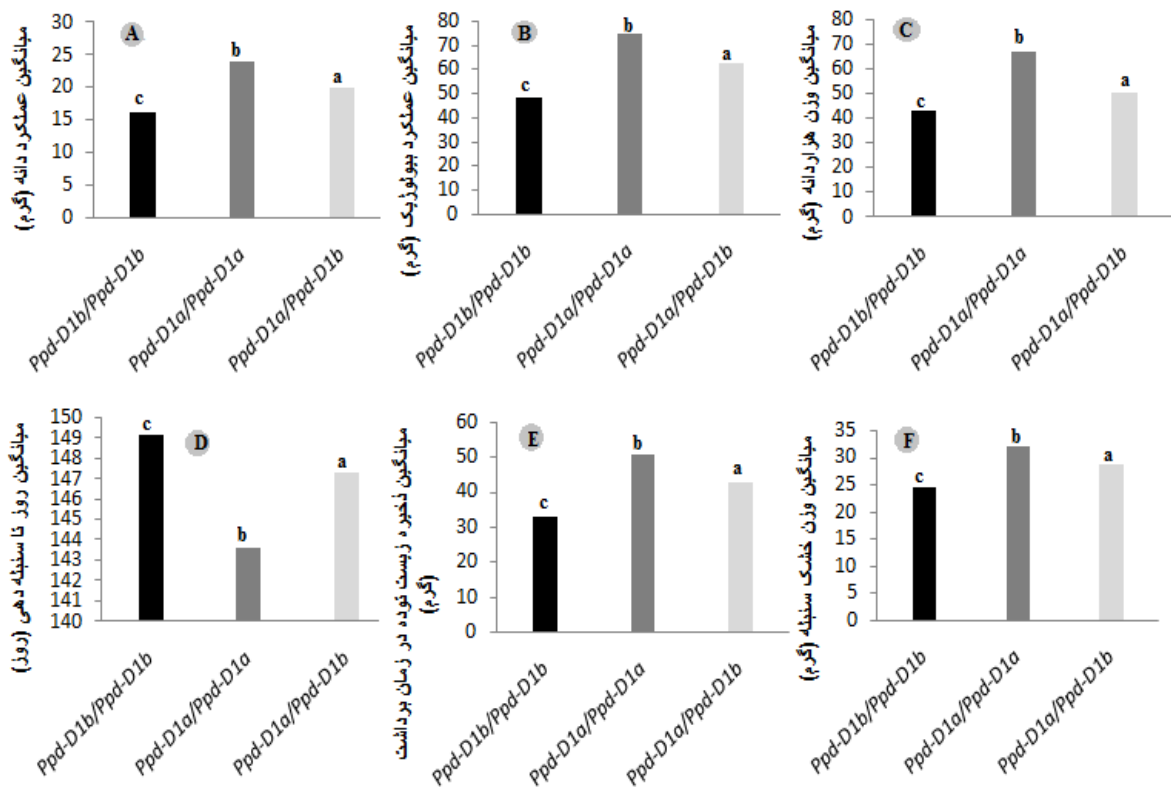 A
میانگین عملکرد دانه (گرم)
30
25
20
15
10
5
0
c
b
a
Ppd-D1b/Ppd-D1b
Ppd-D1a/Ppd-D1a
Ppd-D1a/Ppd-D1b
B
میانگین عملکرد بیولوژیک (گرم)
80
70
60
50
40
30
20
10
0
c
b
a
Ppd-D1b/Ppd-D1b
Ppd-D1a/Ppd-D1a
Ppd-D1a/Ppd-D1b
C
میانگین وزن هزاردانه (گرم)
80
70
60
50
40
30
20
10
0
c
b
a
Ppd-D1b/Ppd-D1b
Ppd-D1a/Ppd-D1a
Ppd-D1a/Ppd-D1b
D
میانگین روز تا سنبله دهی (روز)
150
149
148
147
146
145
144
143
142
141
140
c
b
a
Ppd-D1b/Ppd-D1b
Ppd-D1a/Ppd-D1a
Ppd-D1a/Ppd-D1b
E
میانگین ذخیره زیست توده در زمان برداشت
(گرم)
60
50
40
30
20
10
0
c
b
a
Ppd-D1b/Ppd-D1b
Ppd-D1a/Ppd-D1a
Ppd-D1a/Ppd-D1b
F
میانگین وزن خشک سنبله (گرم)
35
30
25
20
15
10
5
0
c
b
a
Ppd-D1b/Ppd-D1b
Ppd-D1a/Ppd-D1a
Ppd-D1a/Ppd-D1b